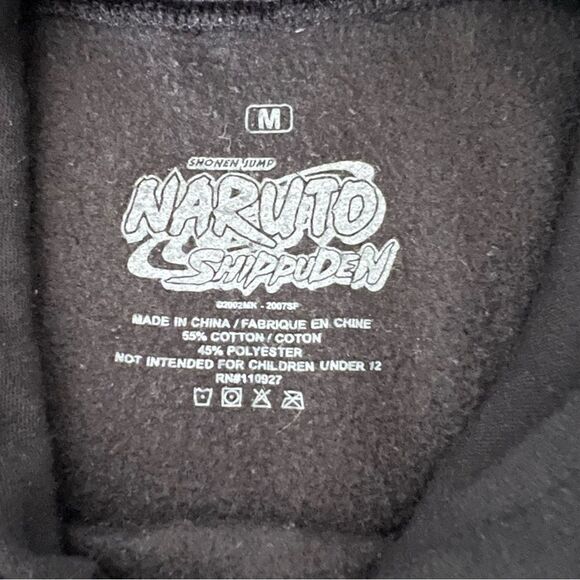 M
SHONEN JUMP
NARUTO
SHIPPUDEN
©2002MK - 2007SP
MADE IN CHINA / FABRIQUE EN CHINE
55% COTTON / COTON
45% POLYESTER
NOT INTENDED FOR CHILDREN UNDER 12
RN#110927